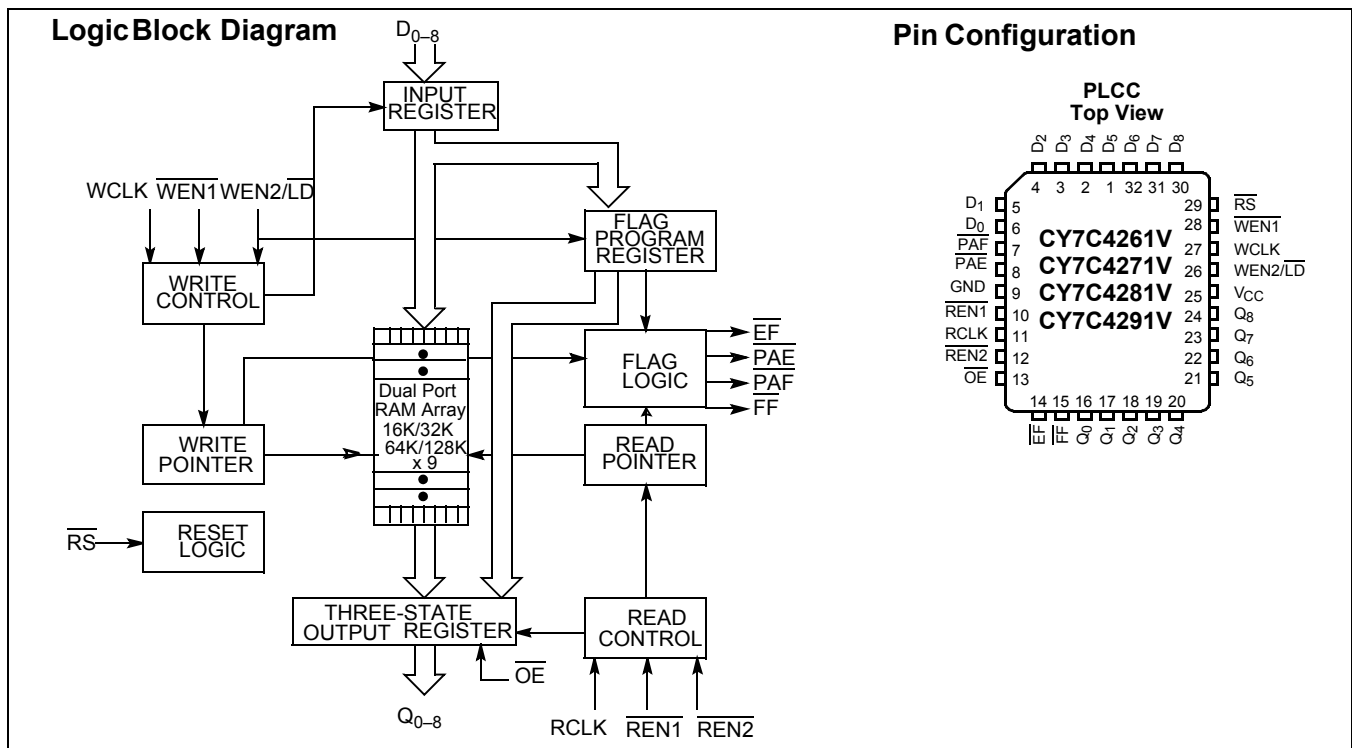 Logic Block Diagram
D0–8
INPUT
REGISTER
WCLK WEN1 WEN2/LD
FLAG
PROGRAM
REGISTER
WRITE
CONTROL
EF
PAE
PAF
FF
FLAG
LOGIC
Dual Port
RAM Array
16K/32K
64K/128K
x 9
WRITE
POINTER
READ
POINTER
RS
RESET
LOGIC
THREE-STATE
OUTPUT REGISTER
READ
CONTROL
OE
Q0–8
RCLK REN1 REN2
Pin Configuration
PLCC
Top View
D2 D3 D4 D5 D6 D7 D8
4 3 2 1 32 31 30
D1 5
D0 6
PAF 7
PAE 8
GND 9
REN1 10
RCLK 11
REN2 12
OE 13
CY7C4261V
CY7C4271V
CY7C4281V
CY7C4291V
29 RS
28 WEN1
27 WCLK
26 WEN2/LD
25 VCC
24 Q8
23 Q7
22 Q6
21 Q5
14 15 16 17 18 19 20
EF FF Q0 Q1 Q2 Q3 Q4